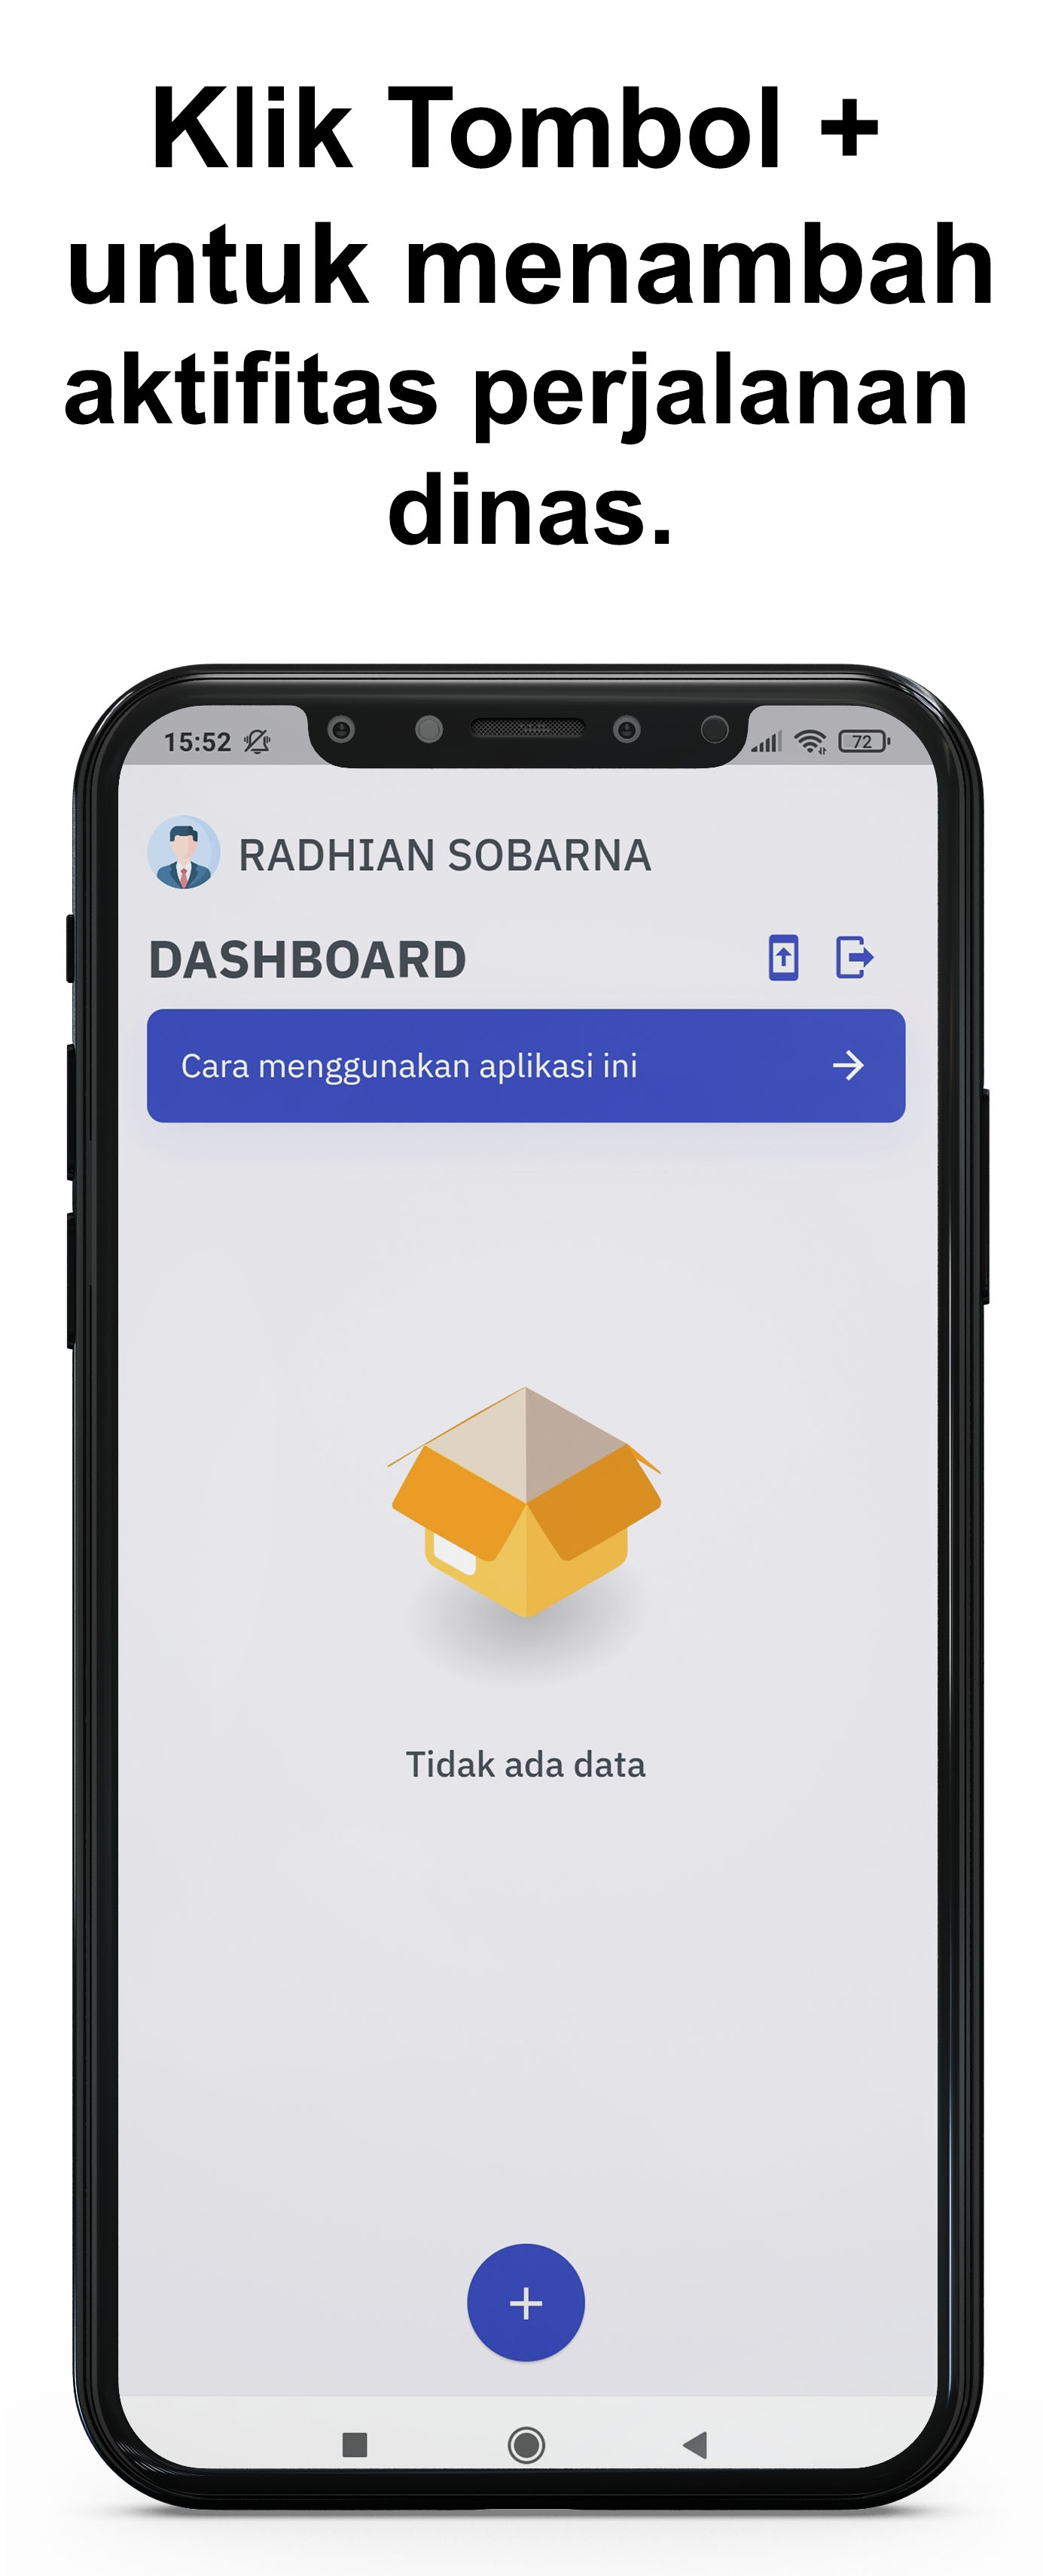 Klik Tombol +
untuk menambah
aktifitas perjalanan
dinas.
15:52
72
RADHIAN SOBARNA
DASHBOARD
Cara menggunakan aplikasi ini
Tidak ada data
+